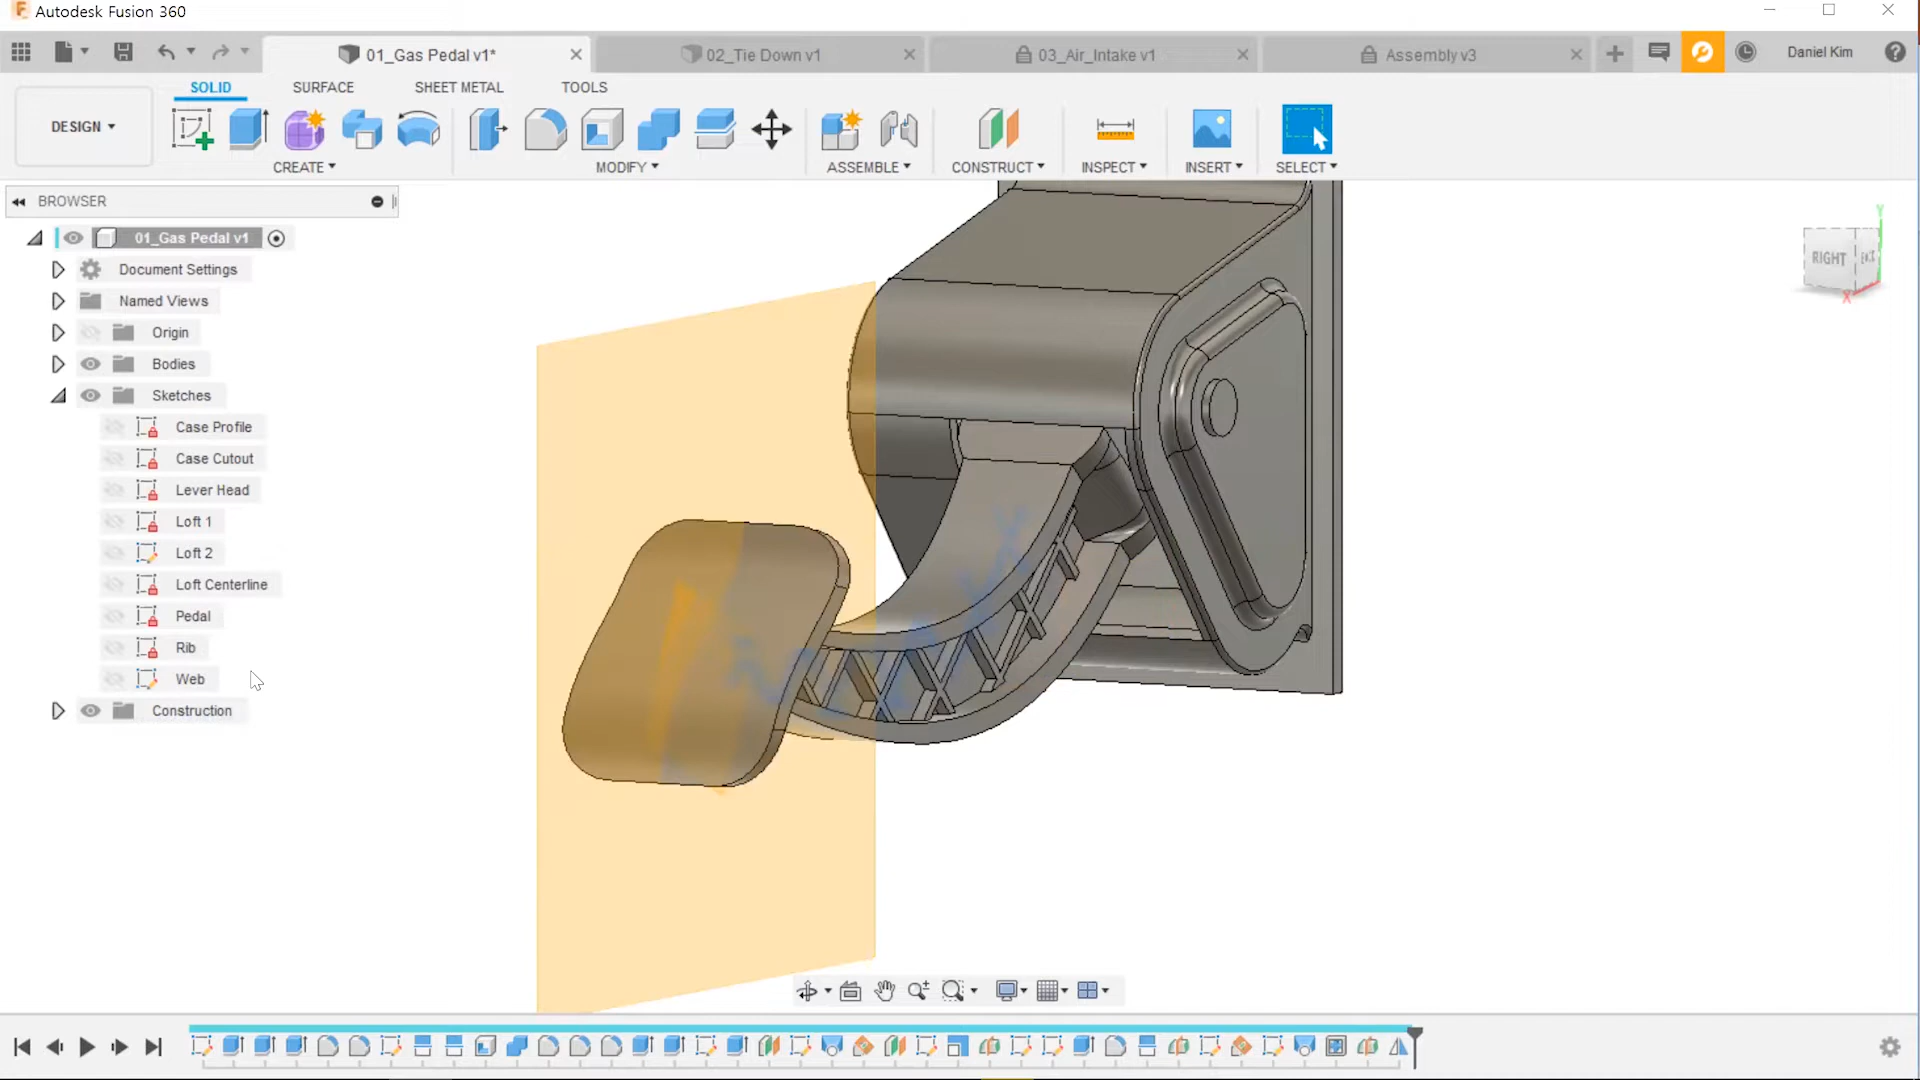 Autodesk Fusion 360
01_Gas Pedal v1*
02_Tie Down v1
03_Air_Intake v1
Assembly v3
Daniel Kim
SOLID
SURFACE
SHEET METAL
TOOLS
DESIGN
CREATE
MODIFY
ASSEMBLE
CONSTRUCT
INSPECT
INSERT
SELECT
BROWSER
01_Gas Pedal v1
Document Settings
Named Views
Origin
Bodies
Sketches
Case Profile
Case Cutout
Lever Head
Loft 1
Loft 2
Loft Centerline
Pedal
Rib
Web
Construction
Y
RIGHT
X